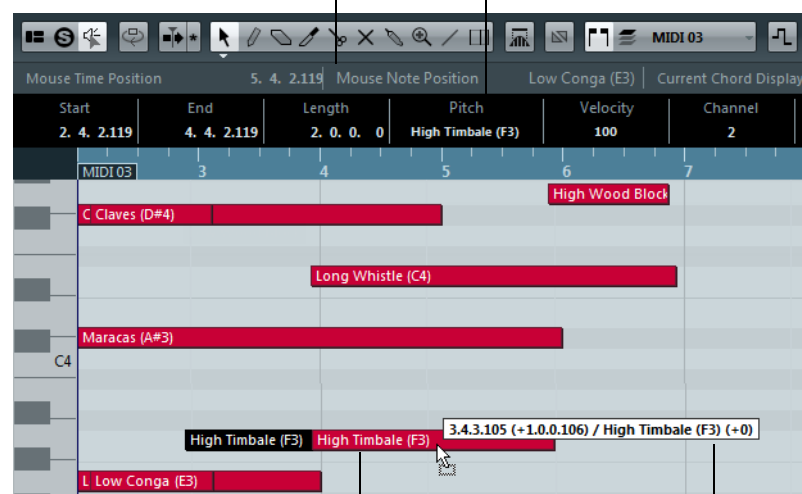 MIDI 03
Mouse Time Position 5. 4. 2.119 Mouse Note Position Low Conga (E3) Current Chord Display
Start End Length Pitch Velocity Channel
2. 4. 2.119 4. 4. 2.119 2. 0. 0. 0 High Timbale (F3) 100 2
MIDI 03 3 4 5 6 7
High Wood Block
C Claves (D#4)
Long Whistle (C4)
Maracas (A#3)
C4
3.4.3.105 (+1.0.0.106) / High Timbale (F3) (+0)
High Timbale (F3) High Timbale (F3)
L Low Conga (E3)